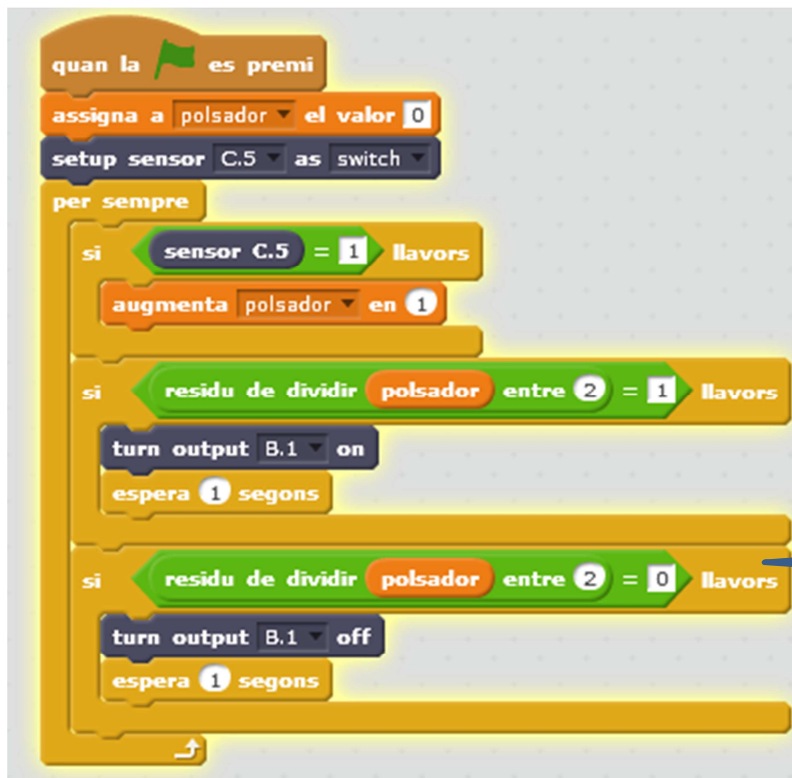 quan la es premi
assigna a polsador el valor 0
setup sensor C.5 as switch
per sempre
si sensor C.5 = 1 llavors
augmenta polsador en 1
si residu de dividir polsador entre 2 = 1 llavors
turn output B.1 on
espera 1 segons
si residu de dividir polsador entre 2 = 0 llavors
turn output B.1 off
espera 1 segons